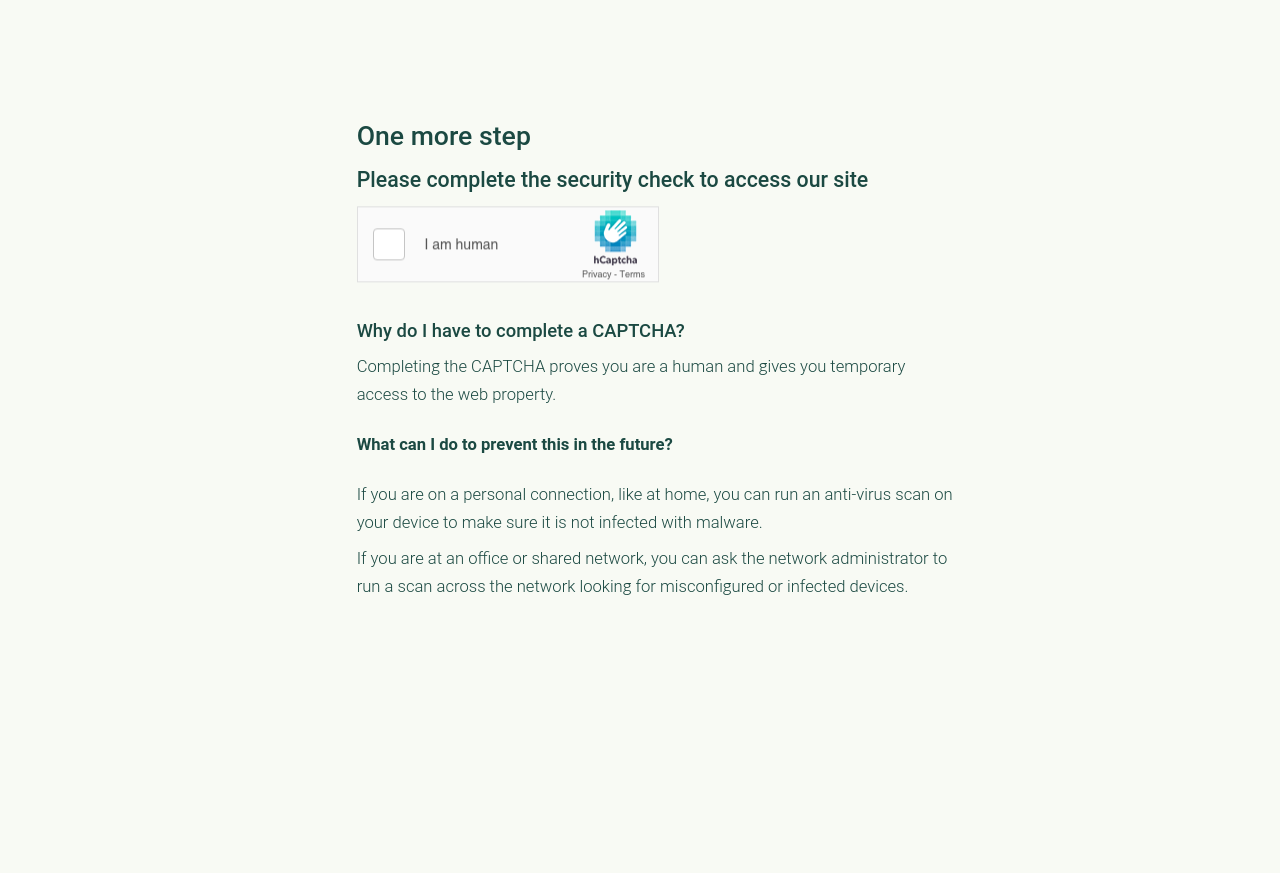 One more step
Please complete the security check to access our site
I am human
hCaptcha
Privacy - Terms
Why do I have to complete a CAPTCHA?
Completing the CAPTCHA proves you are a human and gives you temporary
access to the web property.
What can I do to prevent this in the future?
If you are on a personal connection, like at home, you can run an anti-virus scan on
your device to make sure it is not infected with malware.
If you are at an office or shared network, you can ask the network administrator to
run a scan across the network looking for misconfigured or infected devices.